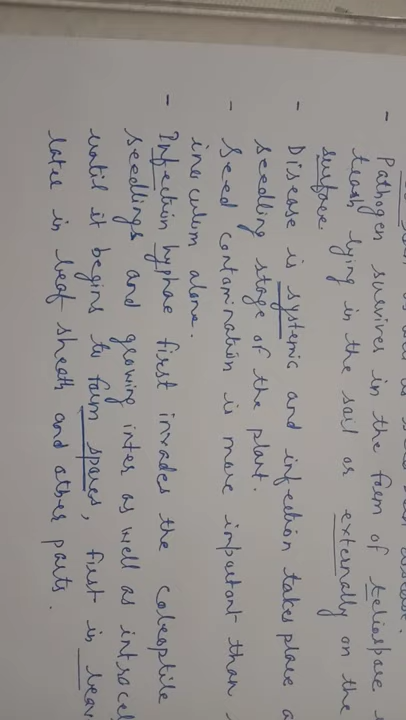 - pathogen survives in the form of teliospore
trash lying in the soil or externally on the
surface
- Disease is systemic and infection takes place
seedling stage of the plant.
- Seed contamination is more important than
inoculum alone.
- Infection hyphae first invades the coleoptile
seedlings and growing inter as well as intracel
until it begins to form spores, first in leav
later in leaf sheath and other parts.